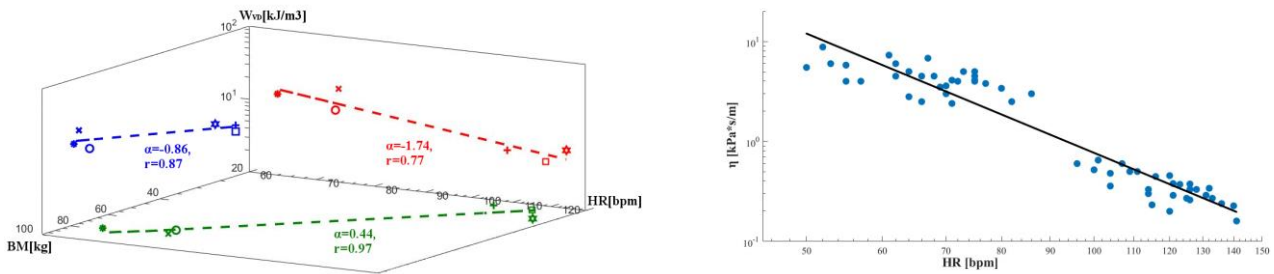 W_VD[kJ/m3]
10^2
10^1
α=-0.86,
r=0.87
α=-1.74,
r=0.77
20
40
60
80
100
BM[kg]
60
70
80
90
100
110
120
HR[bpm]
α=0.44,
r=0.97
10^1
10^0
10^-1
η [kPa*s/m]
50
60
70
80
90
100
110
120
130
140
150
HR [bpm]